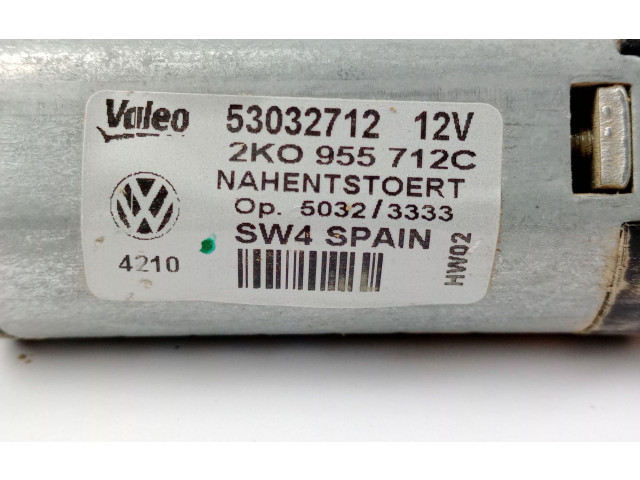 Valeo 53032712 12V
2KO 955 712C
NAHENTSTOERT
Op. 5032/3333
SW4 SPAIN
4210
HW02